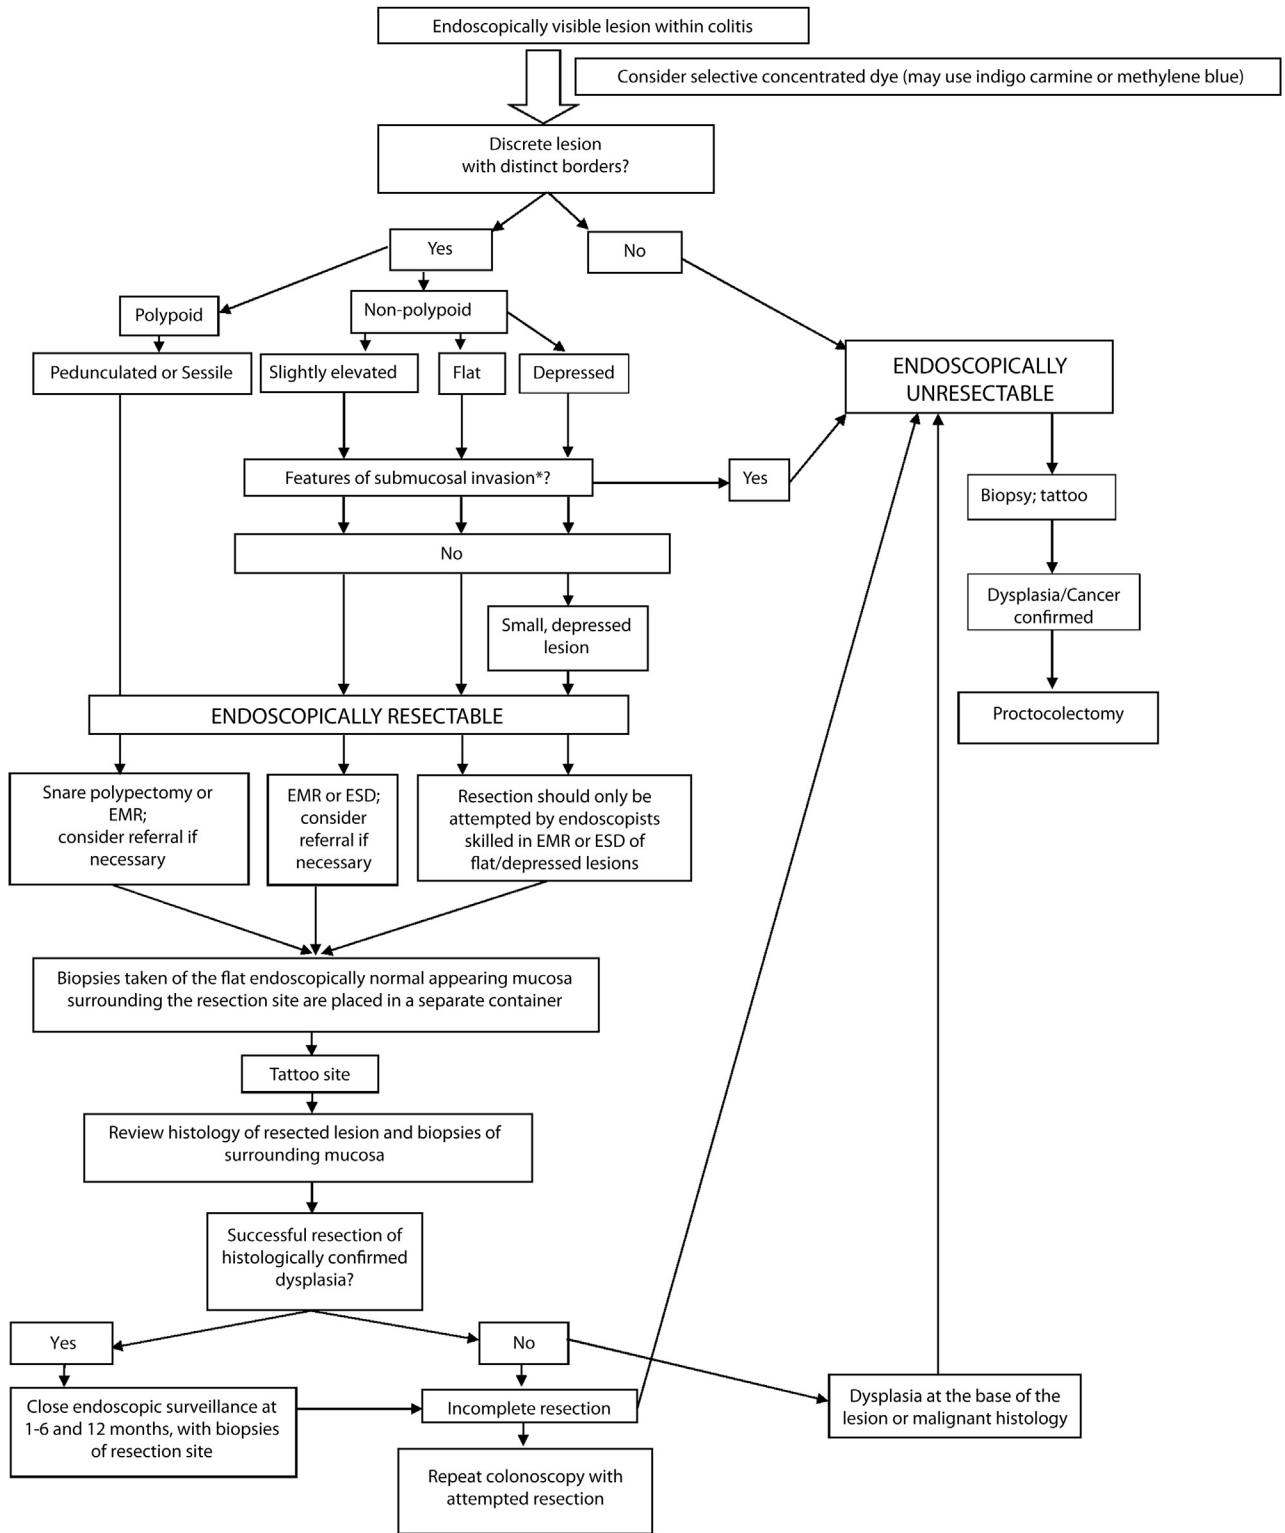 Endoscopically visible lesion within colitis
Consider selective concentrated dye (may use indigo carmine or methylene blue)
Discrete lesion
with distinct borders?
Yes
No
Polypoid
Non-polypoid
Pedunculated or Sessile
Slightly elevated
Flat
Depressed
ENDOSCOPICALLY
UNRESECTABLE
Features of submucosal invasion*?
Yes
Biopsy; tattoo
No
Dysplasia/Cancer
confirmed
Small, depressed
lesion
Proctocolectomy
ENDOSCOPICALLY RESECTABLE
Snare polypectomy or
EMR;
consider referral if
necessary
EMR or ESD;
consider
referral if
necessary
Resection should only be
attempted by endoscopists
skilled in EMR or ESD of
flat/depressed lesions
Biopsies taken of the flat endoscopically normal appearing mucosa
surrounding the resection site are placed in a separate container
Tattoo site
Review histology of resected lesion and biopsies of
surrounding mucosa
Successful resection of
histologically confirmed
dysplasia?
Yes
No
Close endoscopic surveillance at
1-6 and 12 months, with biopsies
of resection site
Incomplete resection
Dysplasia at the base of the
lesion or malignant histology
Repeat colonoscopy with
attempted resection